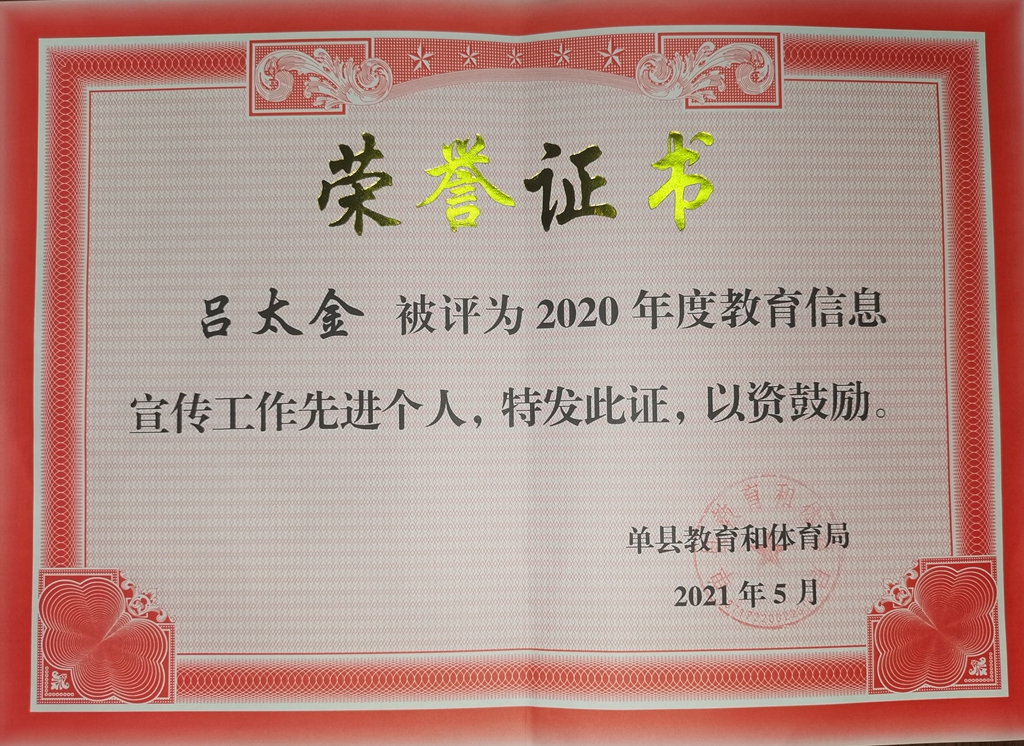 荣誉证书
吕太金 被评为2020年度教育信息
宣传工作先进个人，特发此证，以资鼓励。
单县教育和体育局
2021年5月